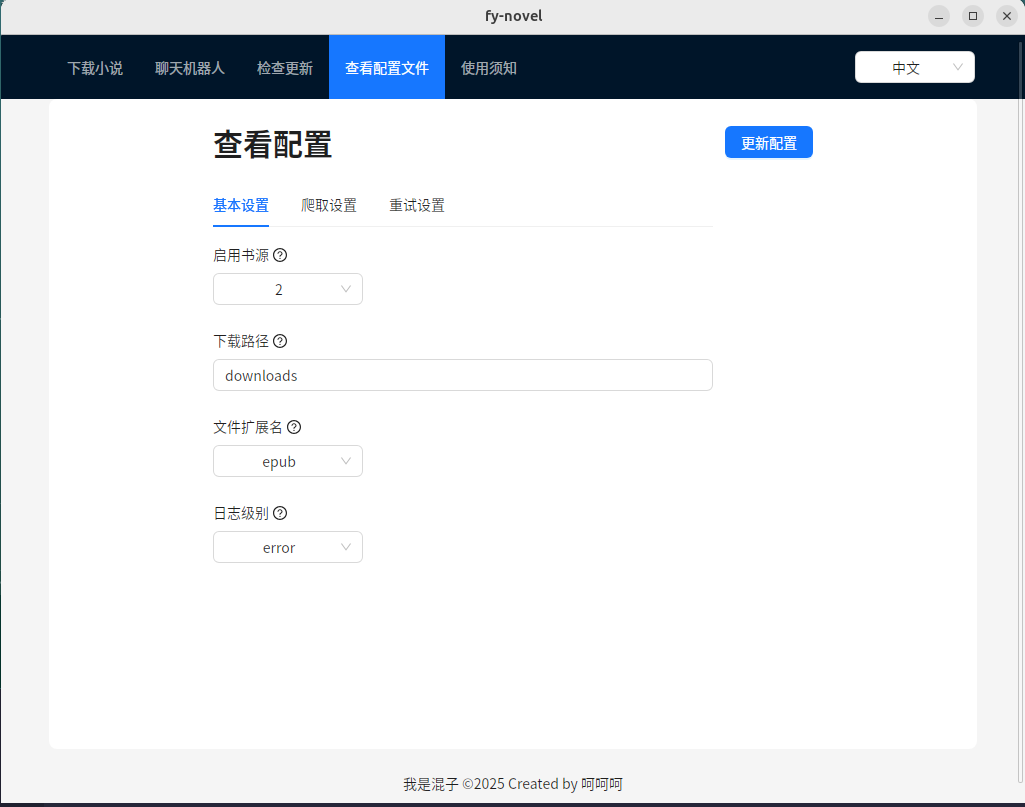 fy-novel
下载小说 聊天机器人 检查更新 查看配置文件 使用须知 中文
查看配置 更新配置
基本设置 爬取设置 重试设置
启用书源
2
下载路径
downloads
文件扩展名
epub
日志级别
error
我是混子 ©2025 Created by 呵呵呵